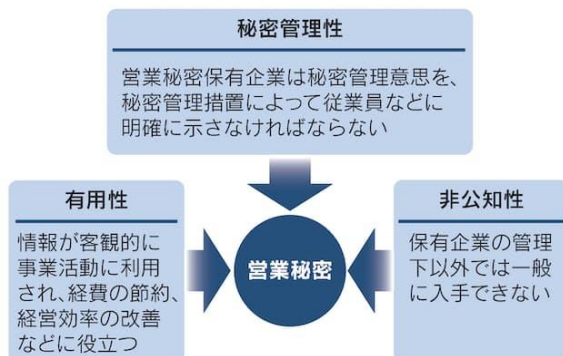 秘密管理性
営業秘密保有企業は秘密管理意思を、
秘密管理措置によって従業員などに
明確に示さなければならない
有用性
情報が客観的に
事業活動に利用
され、経費の節約、
経営効率の改善
などに役立つ
営業秘密
非公知性
保有企業の管理
下以外では一般
に入手できない